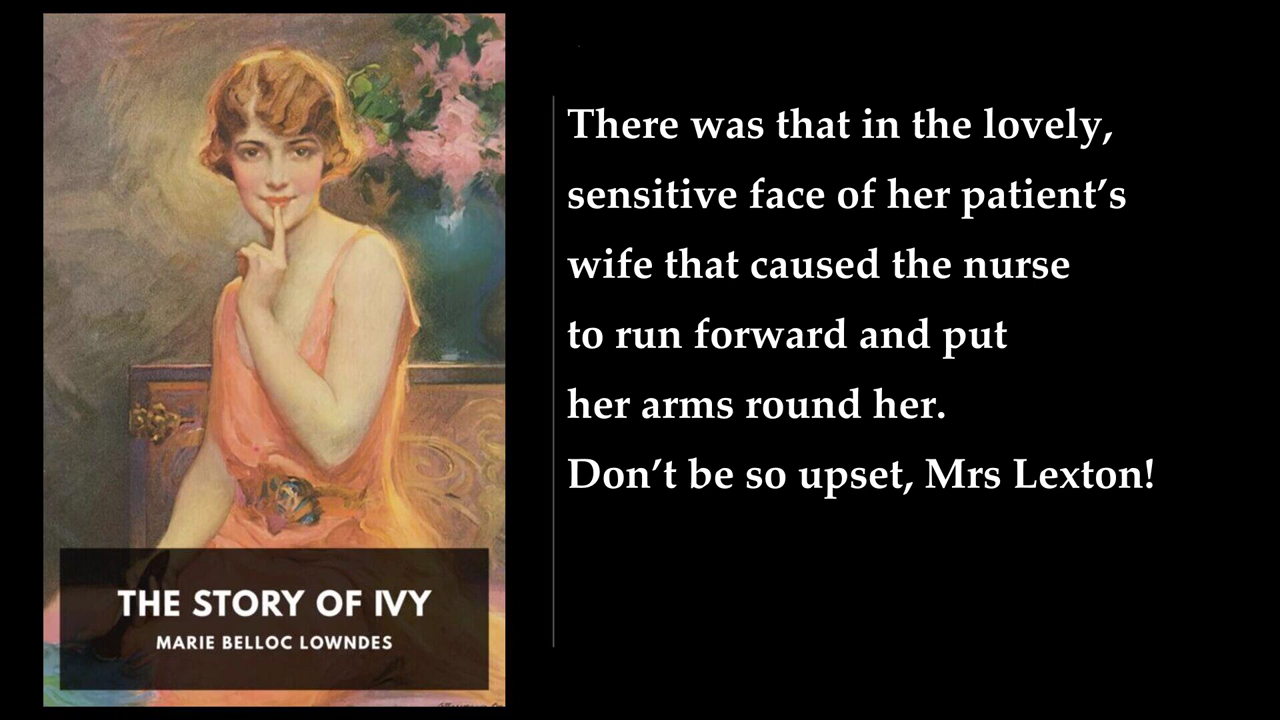 There was that in the lovely,
sensitive face of her patient’s
wife that caused the nurse
to run forward and put
her arms round her.
Don’t be so upset, Mrs Lexton!
THE STORY OF IVY
MARIE BELLOC LOWNDES